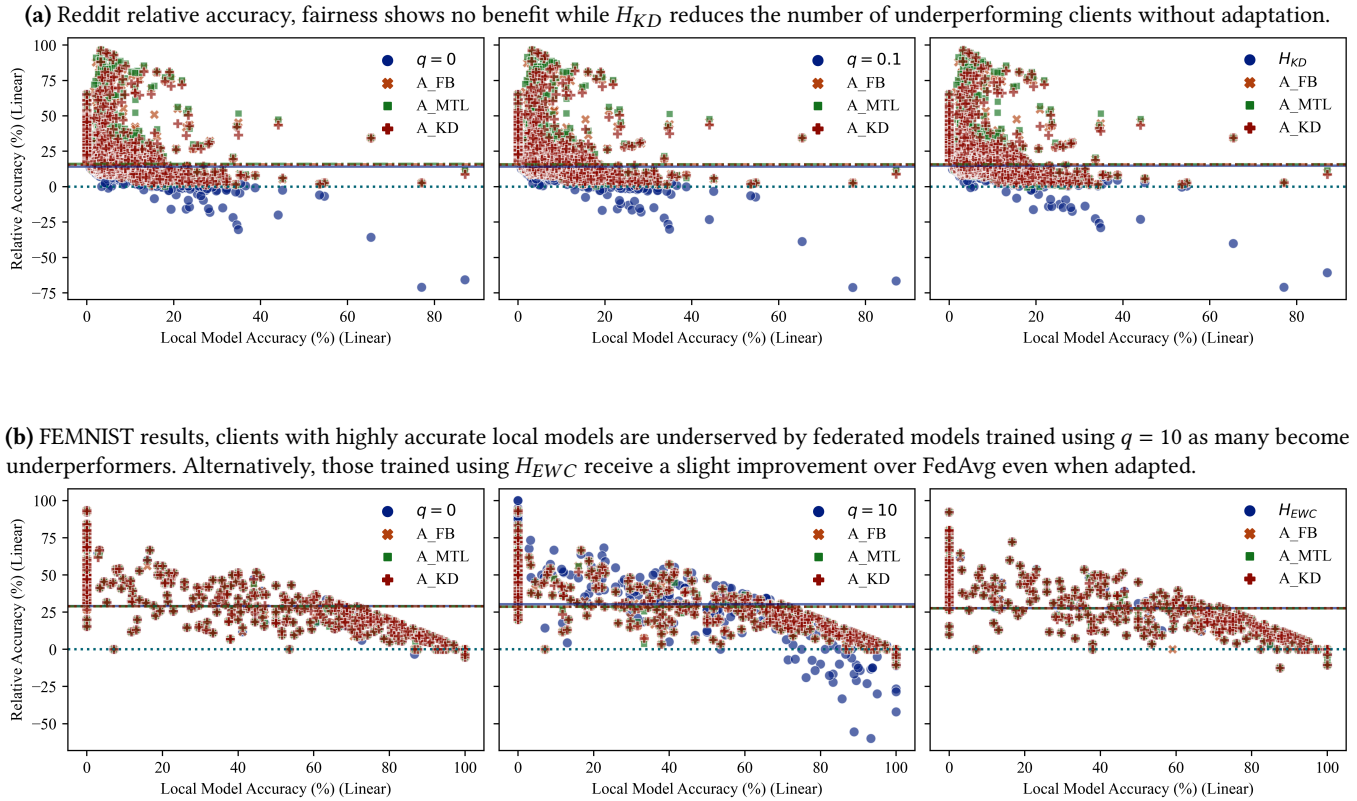 (a) Reddit relative accuracy, fairness shows no benefit while H_KD reduces the number of underperforming clients without adaptation.
100
75
50
25
0
−25
−50
−75
Relative Accuracy (%) (Linear)
q = 0
A_FB
A_MTL
A_KD
0 20 40 60 80
Local Model Accuracy (%) (Linear)
q = 0.1
A_FB
A_MTL
A_KD
0 20 40 60 80
Local Model Accuracy (%) (Linear)
H_KD
A_FB
A_MTL
A_KD
0 20 40 60 80
Local Model Accuracy (%) (Linear)
(b) FEMNIST results, clients with highly accurate local models are underserved by federated models trained using q = 10 as many become
underperformers. Alternatively, those trained using H_EWC receive a slight improvement over FedAvg even when adapted.
100
75
50
25
0
−25
−50
Relative Accuracy (%) (Linear)
q = 0
A_FB
A_MTL
A_KD
0 20 40 60 80 100
Local Model Accuracy (%) (Linear)
q = 10
A_FB
A_MTL
A_KD
0 20 40 60 80 100
Local Model Accuracy (%) (Linear)
H_EWC
A_FB
A_MTL
A_KD
0 20 40 60 80 100
Local Model Accuracy (%) (Linear)